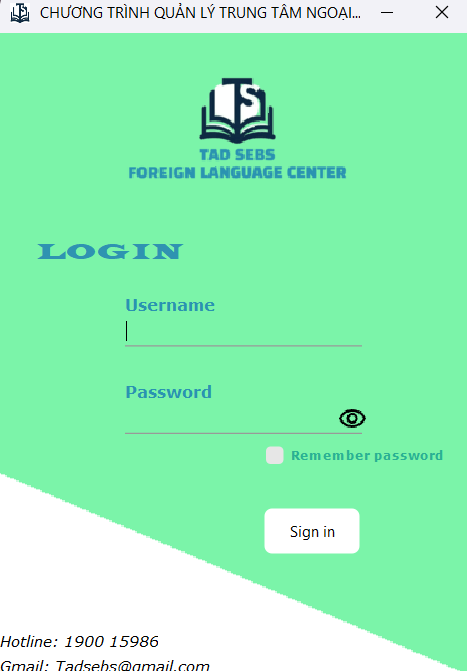 CHƯƠNG TRÌNH QUẢN LÝ TRUNG TÂM NGOẠI...
TS
TAD SEBS
FOREIGN LANGUAGE CENTER
LOGIN
Username
Password
Remember password
Sign in
Hotline: 1900 15986
Gmail: Tadsebs@gmail.com